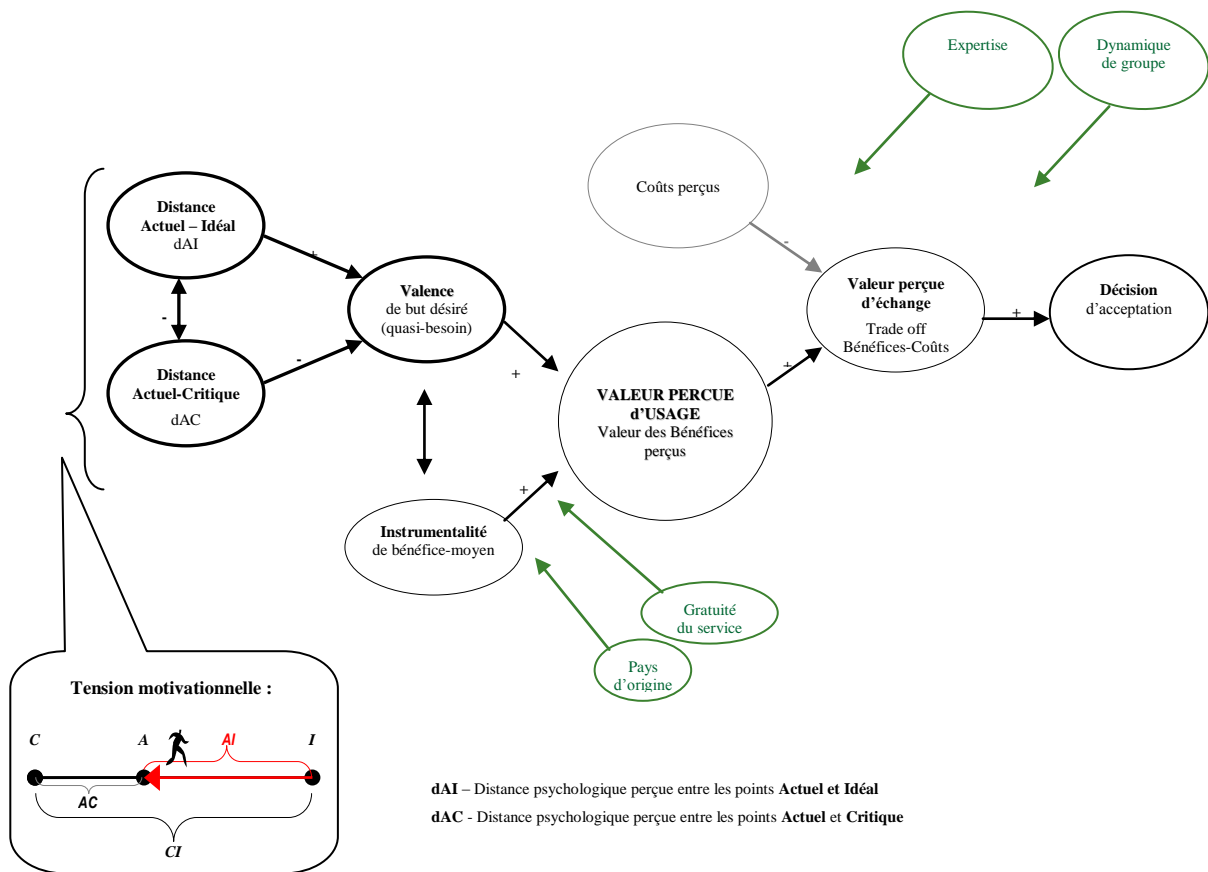 Expertise
Dynamique
de groupe
Coûts perçus
-
Distance
Actuel – Idéal
dAI
+
Valence
de but désiré
(quasi-besoin)
-
-
Distance
Actuel-Critique
dAC
+
Valeur perçue
d'échange
Trade off
Bénéfices-Coûts
+
Décision
d'acceptation
+
VALEUR PERCUE
d'USAGE
Valeur des Bénéfices
perçus
+
Instrumentalité
de bénéfice-moyen
Gratuité
du service
Pays
d'origine
Tension motivationnelle :
C A AI I
AC
CI
dAI – Distance psychologique perçue entre les points Actuel et Idéal
dAC - Distance psychologique perçue entre les points Actuel et Critique